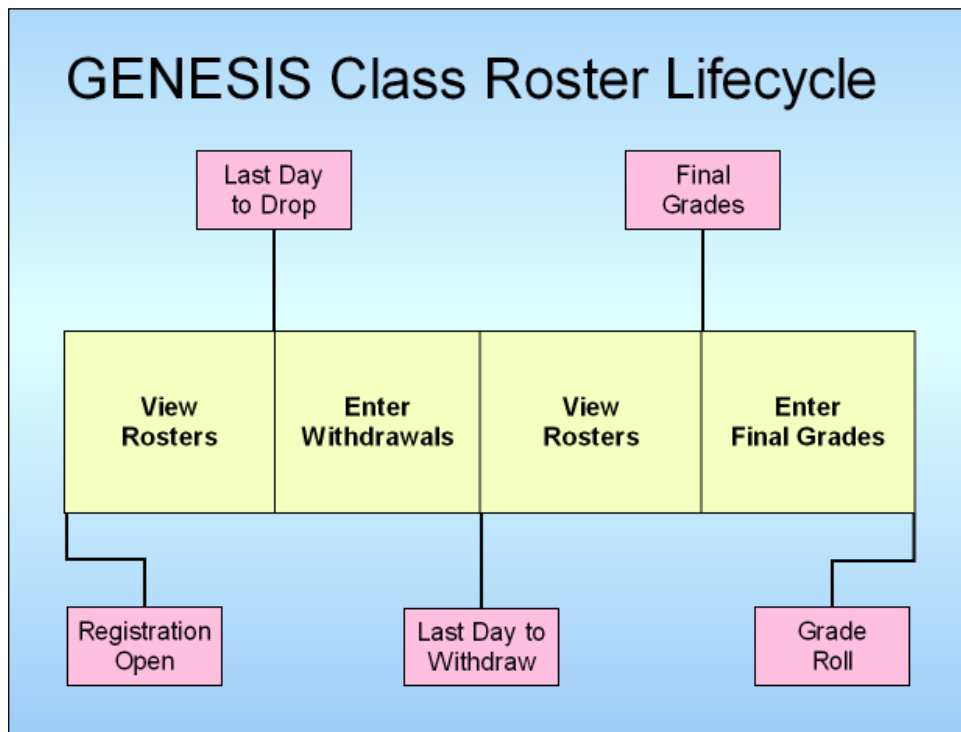 GENESIS Class Roster Lifecycle
Last Day
to Drop
Final
Grades
View
Rosters
Enter
Withdrawals
View
Rosters
Enter
Final Grades
Registration
Open
Last Day to
Withdraw
Grade
Roll